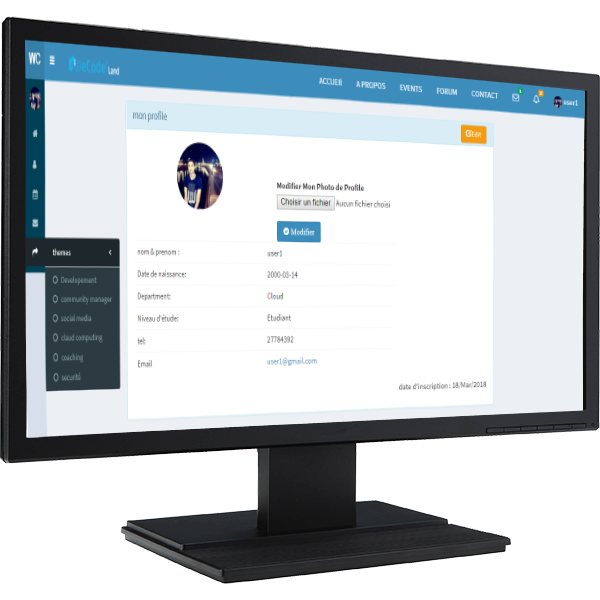 WC
WeCode Land
ACCUEIL A PROPOS EVENTS FORUM CONTACT user1
mon profile
Edit
Modifier Mon Photo de Profile
Choisir un fichier Aucun fichier choisi
Modifier
nom & prenom : user1
Date de naissance: 2000-03-14
Department: Cloud
Niveau d'étude: Etudiant
tel: 27784392
Email user1@gmail.com
date d'inscription : 18/Mar/2018
themes
Developement
community manager
social media
cloud computing
coaching
securité